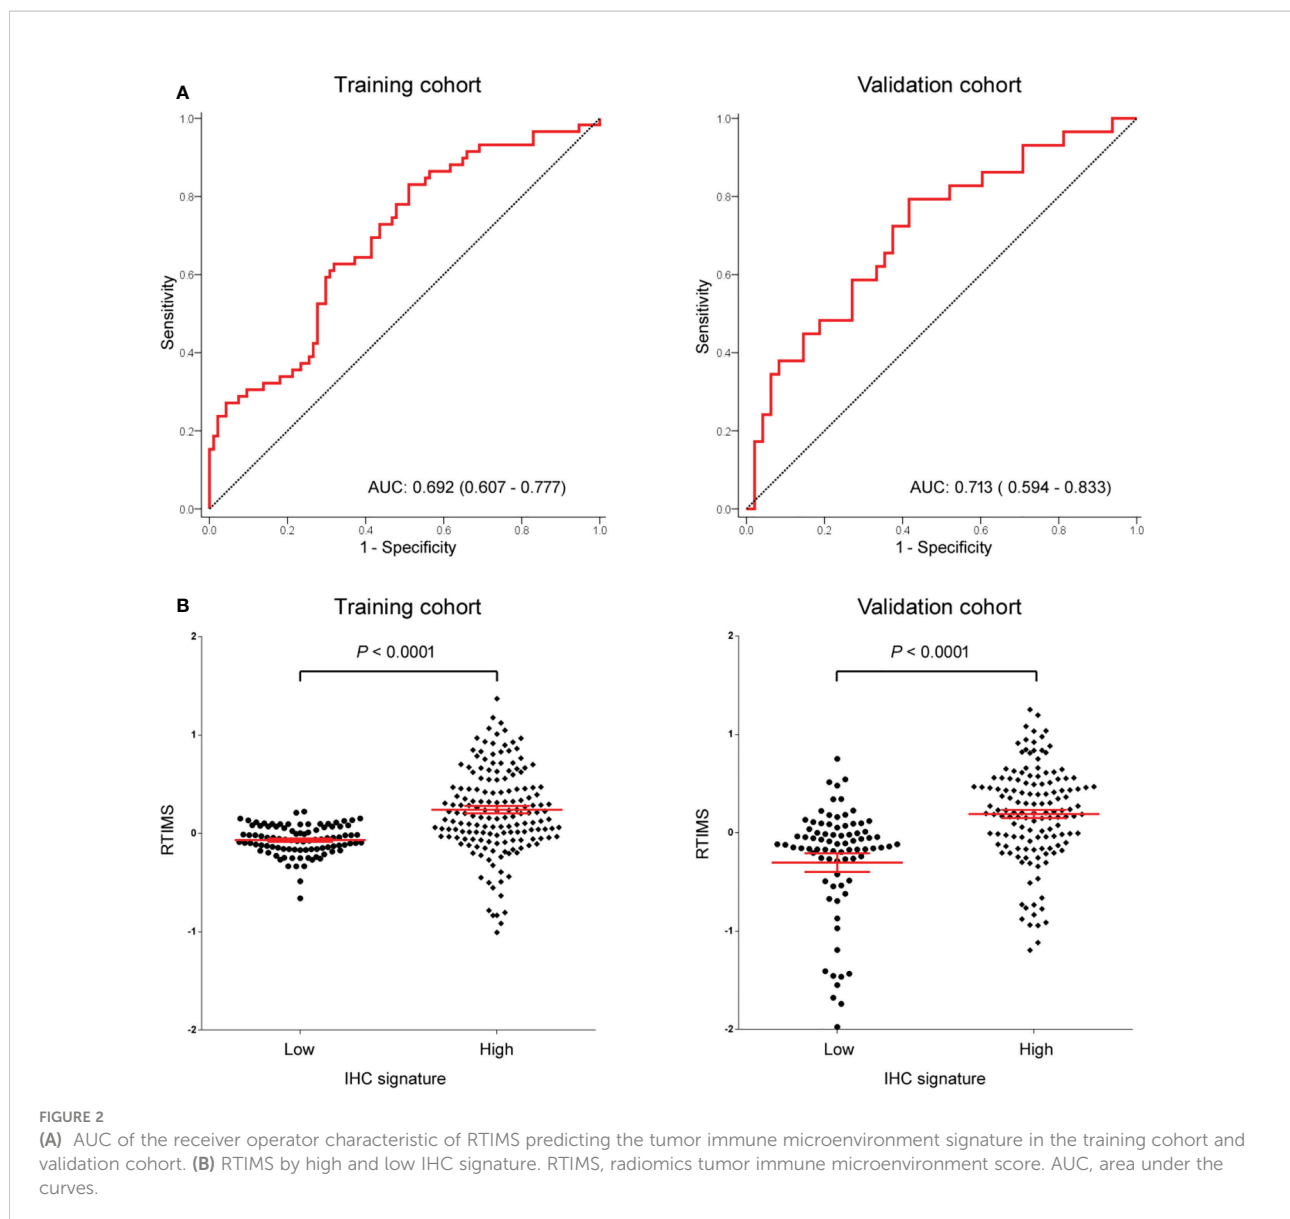 A
Training cohort
Validation cohort
1.0
0.8
0.6
0.4
0.2
0.0
Sensitivity
AUC: 0.692 (0.607 - 0.777)
0.0 0.2 0.4 0.6 0.8 1.0
1 - Specificity
1.0
0.8
0.6
0.4
0.2
0.0
Sensitivity
AUC: 0.713 ( 0.594 - 0.833)
0.0 0.2 0.4 0.6 0.8 1.0
1 - Specificity
B
Training cohort
Validation cohort
2
1
0
-1
-2
RTIMS
P < 0.0001
Low High
IHC signature
2
1
0
-1
-2
RTIMS
P < 0.0001
Low High
IHC signature
FIGURE 2
(A) AUC of the receiver operator characteristic of RTIMS predicting the tumor immune microenvironment signature in the training cohort and
validation cohort. (B) RTIMS by high and low IHC signature. RTIMS, radiomics tumor immune microenvironment score. AUC, area under the
curves.